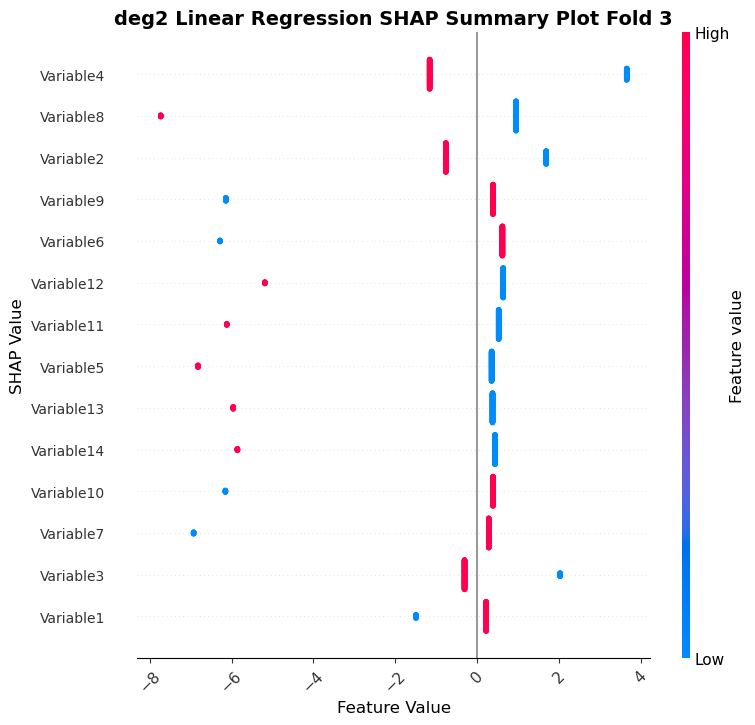 deg2 Linear Regression SHAP Summary Plot Fold 3
High
Variable4
Variable8
Variable2
Variable9
Variable6
Variable12
Variable11
Variable5
Variable13
Variable14
Variable10
Variable7
Variable3
Variable1
SHAP Value
Feature value
Low
−8
−6
−4
−2
0
2
4
Feature Value